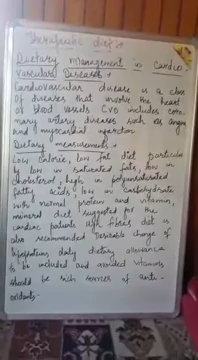 Therapeutic diet :-
Dietary Management in Cardio-
Vascular Diseases :-
Cardiovascular disease is a class
of diseases that involve the heart
or blood vessels CVD includes coro-
nary artery diseases such as angina
and myocardial infarction
Dietary measurements :-
Low calorie, low fat diet particular
ly low in saturated fats, low in
cholesterol, high in polyunsaturated
fatty acids, low in carbohydrate
with normal protein and vitamin,
mineral diet suggested for the
cardiac patients high fibres diet is
also recommended Desirable change of
daily dietary allowance
to be included and avoided vitamins
should be rich sources of anti-
oxidants -